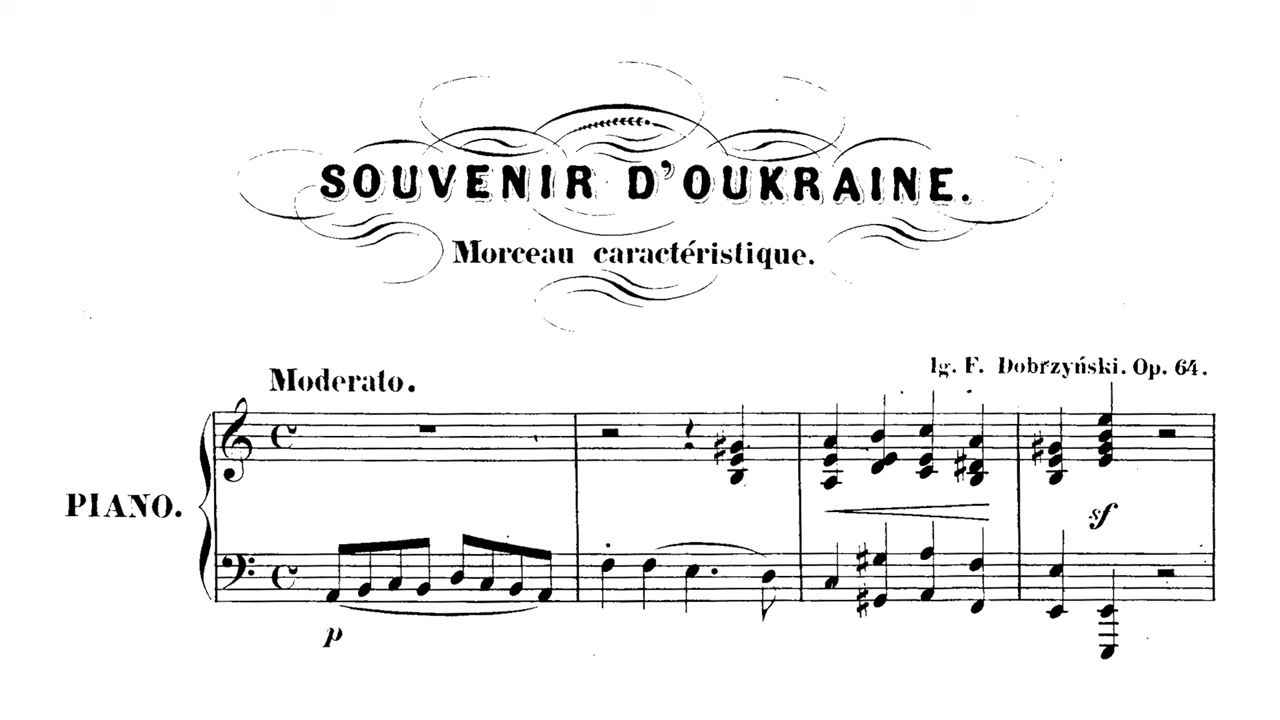 SOUVENIR D'OUKRAINE.
Morceau caractéristique.
Ig. F. Dobrzyński. Op. 64.
Moderato.
PIANO.
sf
p